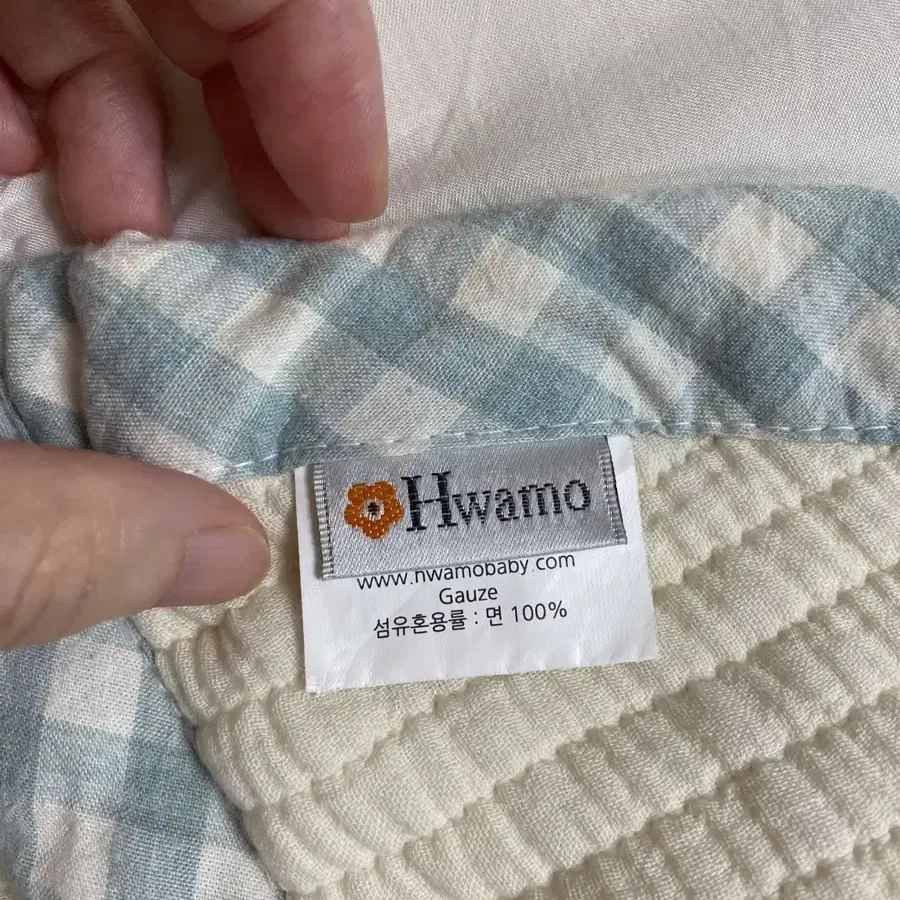 Hwamo
www.hwamobaby.com
Gauze
섬유혼용률 : 면 100%